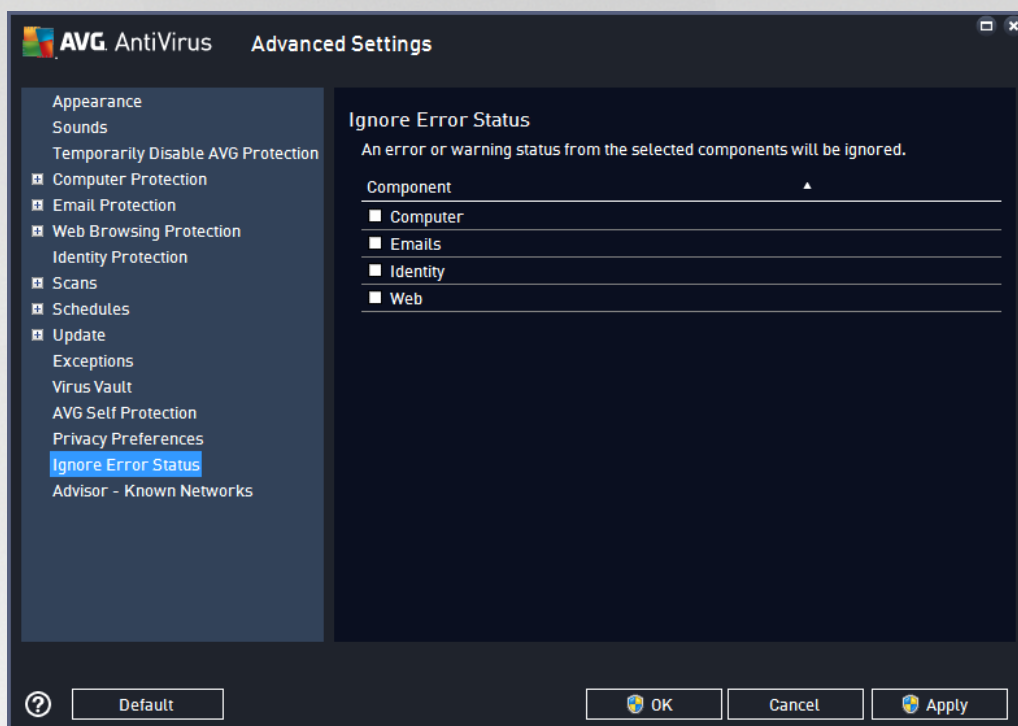 AVG. AntiVirus Advanced Settings
Appearance
Sounds
Temporarily Disable AVG Protection
Computer Protection
Email Protection
Web Browsing Protection
Identity Protection
Scans
Schedules
Update
Exceptions
Virus Vault
AVG Self Protection
Privacy Preferences
Ignore Error Status
Advisor - Known Networks
Ignore Error Status
An error or warning status from the selected components will be ignored.
Component
Computer
Emails
Identity
Web
? Default OK Cancel Apply